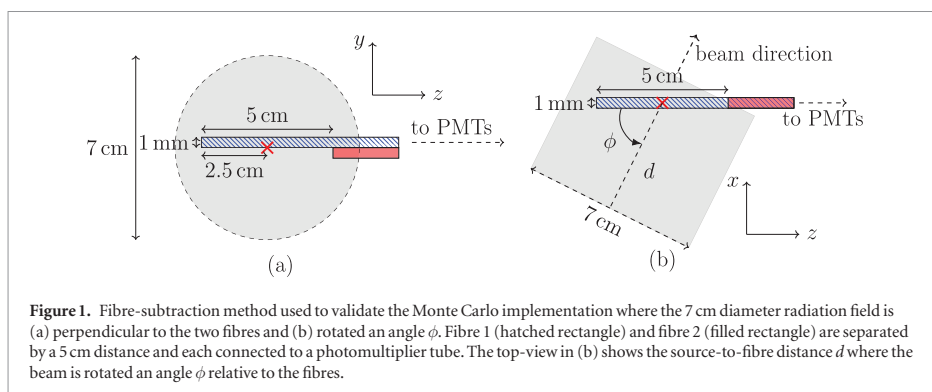 y
z
5 cm
7 cm
1 mm
to PMTs
2.5 cm
(a)
beam direction
5 cm
1 mm
to PMTs
ϕ
d
x
7 cm
z
(b)
Figure 1. Fibre-subtraction method used to validate the Monte Carlo implementation where the 7 cm diameter radiation field is
(a) perpendicular to the two fibres and (b) rotated an angle ϕ. Fibre 1 (hatched rectangle) and fibre 2 (filled rectangle) are separated
by a 5 cm distance and each connected to a photomultiplier tube. The top-view in (b) shows the source-to-fibre distance d where the
beam is rotated an angle ϕ relative to the fibres.